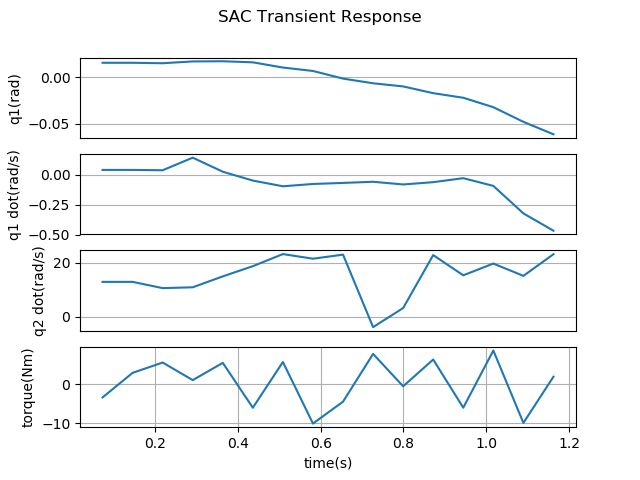 SAC Transient Response
q1(rad)
0.00
−0.05
q1 dot(rad/s)
0.00
−0.25
−0.50
q2 dot(rad/s)
20
0
torque(Nm)
0
−10
0.2 0.4 0.6 0.8 1.0 1.2
time(s)